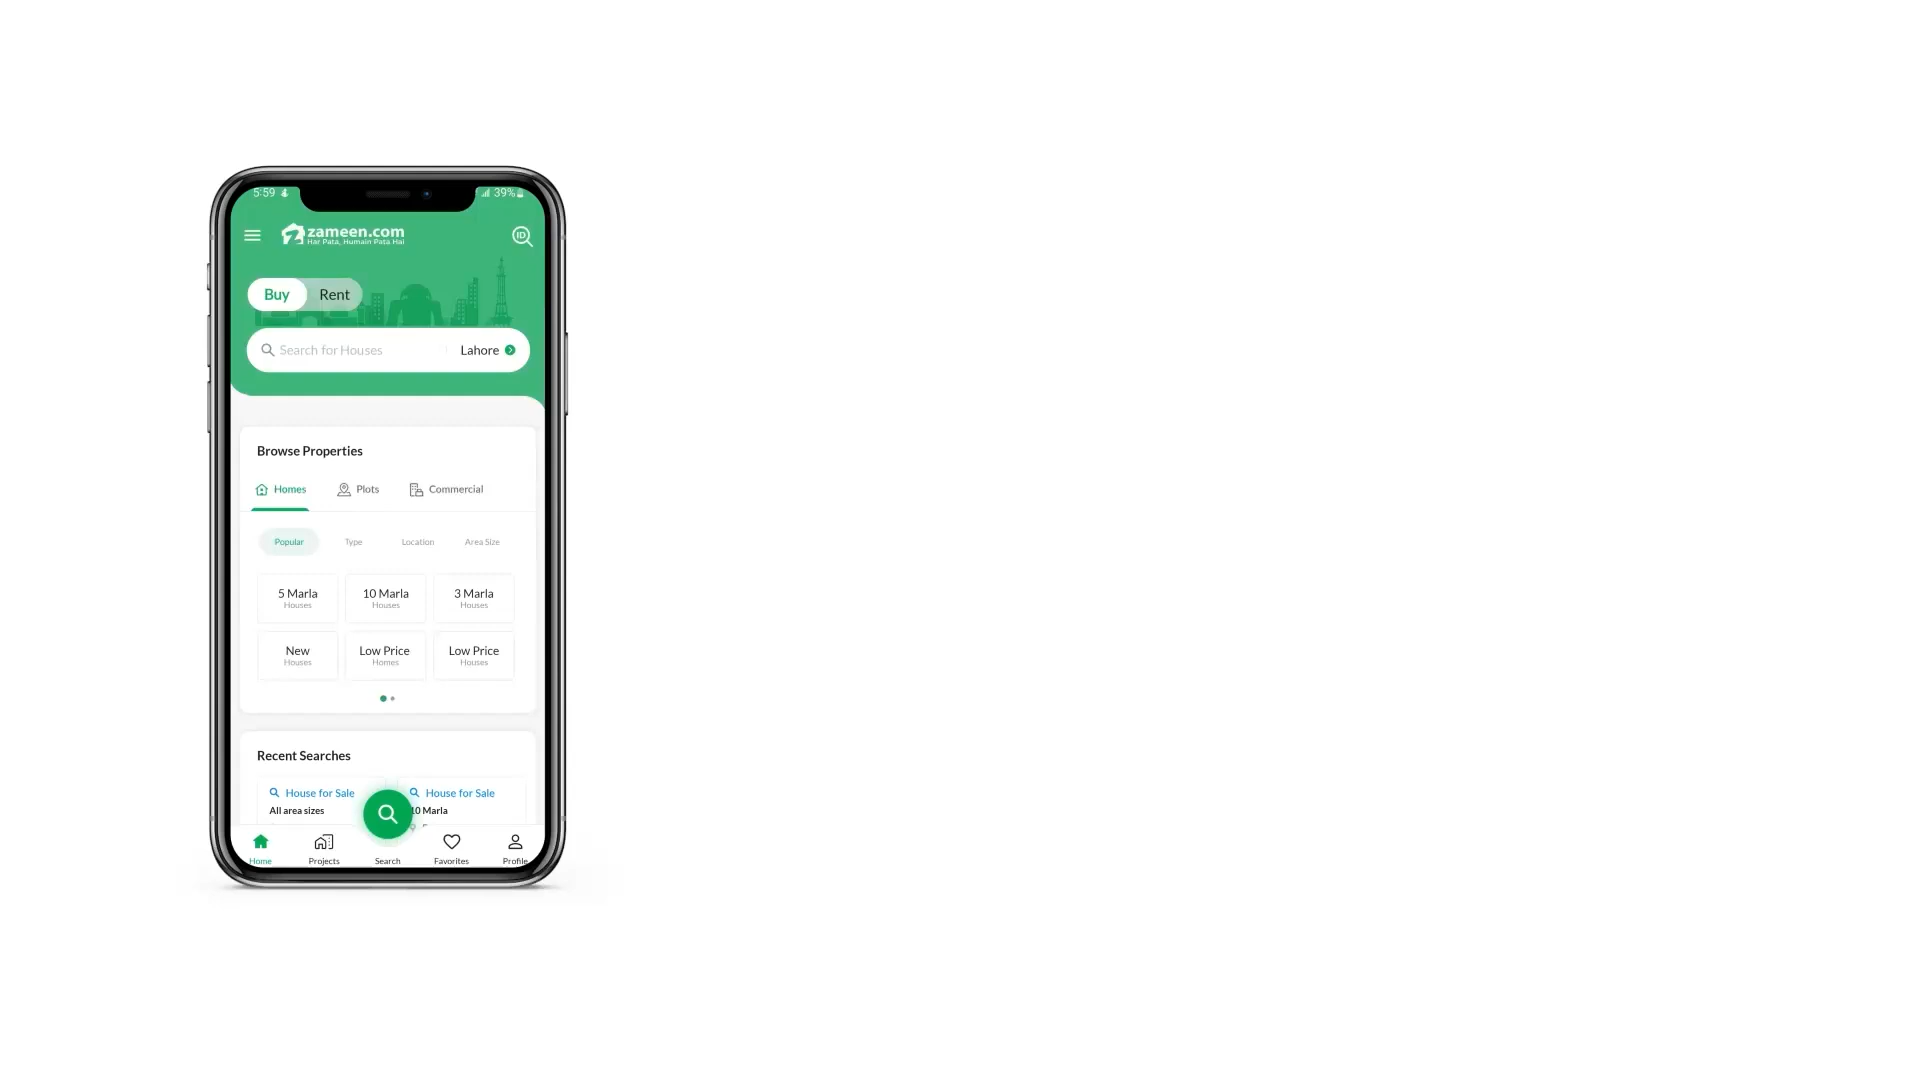 5:59
39%
zameen.com
Har Pata, Humain Pata Hai
ID
Buy Rent
Search for Houses Lahore
Browse Properties
Homes Plots Commercial
Popular Type Location Area Size
5 Marla 10 Marla 3 Marla
Houses Houses Houses
New Low Price Low Price
Houses Homes Houses
Recent Searches
House for Sale House for Sale
All area sizes 10 Marla
Home Projects Search Favorites Profile